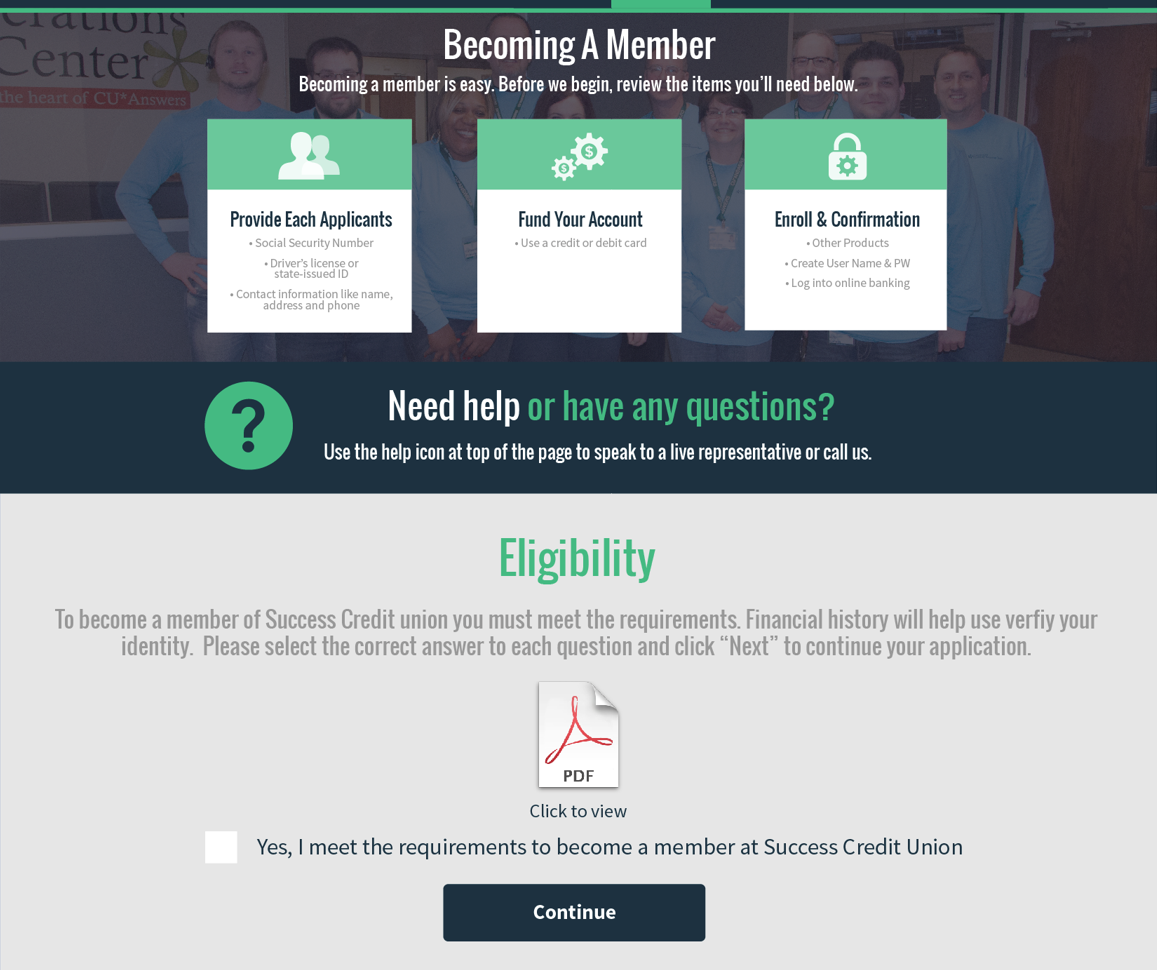 erations
Center
the heart of CU*Answers
Becoming A Member
Becoming a member is easy. Before we begin, review the items you’ll need below.
Provide Each Applicants
• Social Security Number
• Driver’s license or
state-issued ID
• Contact information like name,
address and phone
$ $
Fund Your Account
• Use a credit or debit card
Enroll & Confirmation
• Other Products
• Create User Name & PW
• Log into online banking
?
Need help or have any questions?
Use the help icon at top of the page to speak to a live representative or call us.
Eligibility
To become a member of Success Credit union you must meet the requirements. Financial history will help use verfiy your
identity. Please select the correct answer to each question and click “Next” to continue your application.
PDF
Click to view
Yes, I meet the requirements to become a member at Success Credit Union
Continue